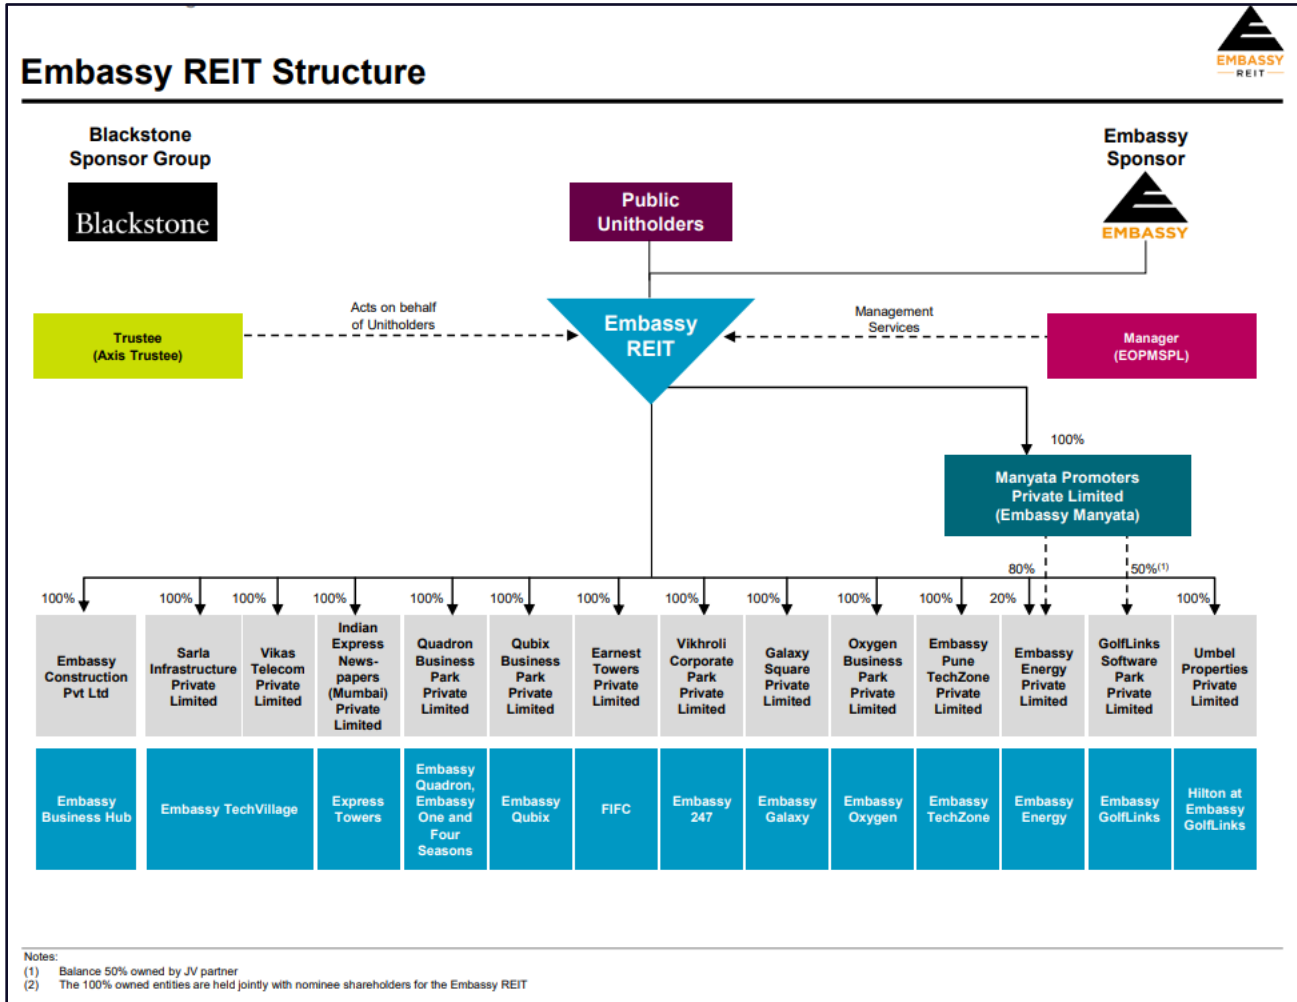 EMBASSY
REIT
Embassy REIT Structure
Blackstone
Sponsor Group
Blackstone
Public
Unitholders
Embassy
Sponsor
EMBASSY
Trustee
(Axis Trustee)
Acts on behalf
of Unitholders
Embassy
REIT
Management
Services
Manager
(EOPMSPL)
100%
Manyata Promoters
Private Limited
(Embassy Manyata)
80%
50%(1)
100%
100%
100%
100%
100%
100%
100%
100%
100%
100%
100%
20%
100%
Embassy
Construction
Pvt Ltd
Sarla
Infrastructure
Private
Limited
Vikas
Telecom
Private
Limited
Indian
Express
News-
papers
(Mumbai)
Private
Limited
Quadron
Business
Park
Private
Limited
Qubix
Business
Park
Private
Limited
Earnest
Towers
Private
Limited
Vikhroli
Corporate
Park
Private
Limited
Galaxy
Square
Private
Limited
Oxygen
Business
Park
Private
Limited
Embassy
Pune
TechZone
Private
Limited
Embassy
Energy
Private
Limited
GolfLinks
Software
Park
Private
Limited
Umbel
Properties
Private
Limited
Embassy
Business Hub
Embassy TechVillage
Express
Towers
Embassy
Quadron,
Embassy
One and
Four
Seasons
Embassy
Qubix
FIFC
Embassy
247
Embassy
Galaxy
Embassy
Oxygen
Embassy
TechZone
Embassy
Energy
Embassy
GolfLinks
Hilton at
Embassy
GolfLinks
Notes:
(1) Balance 50% owned by JV partner
(2) The 100% owned entities are held jointly with nominee shareholders for the Embassy REIT